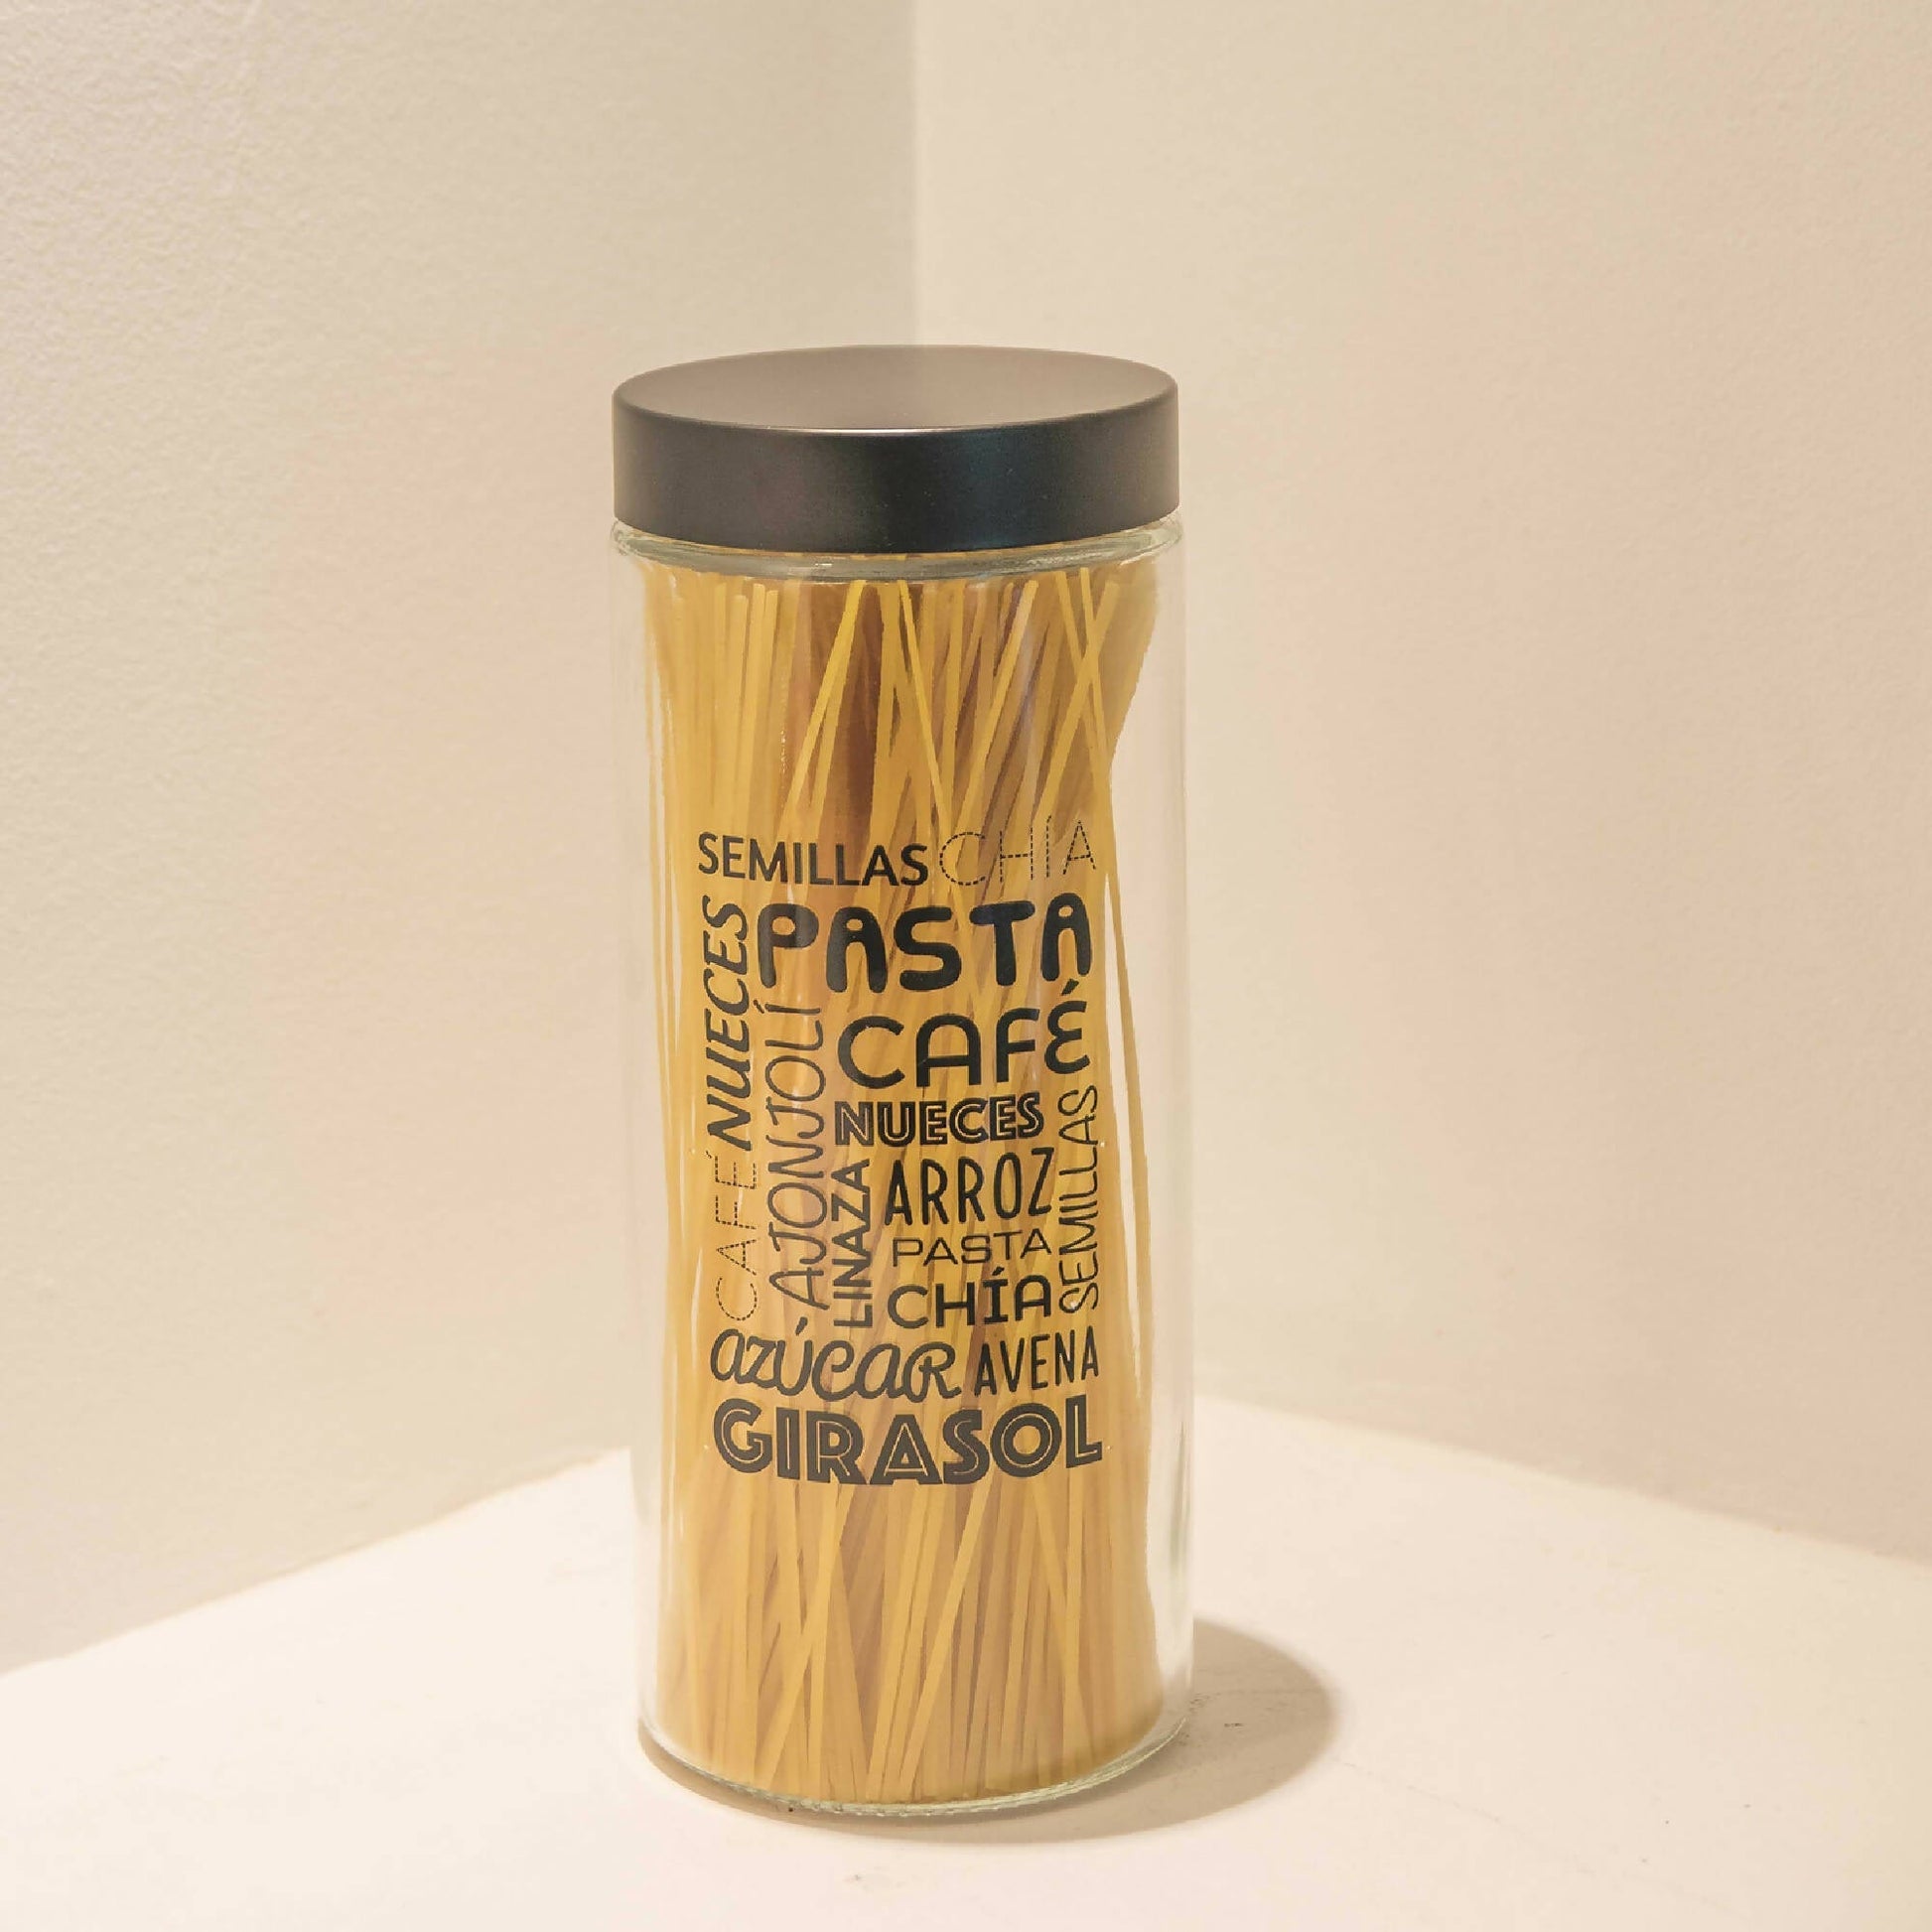 SEMILLAS CHÍA
PASTA
NUECES
CAFÉ
AJONJOLÍ
CAFÉ
NUECES
LINAZA
ARROZ
SEMILLAS
PASTA
CHÍA
AZÚCAR AVENA
GIRASOL